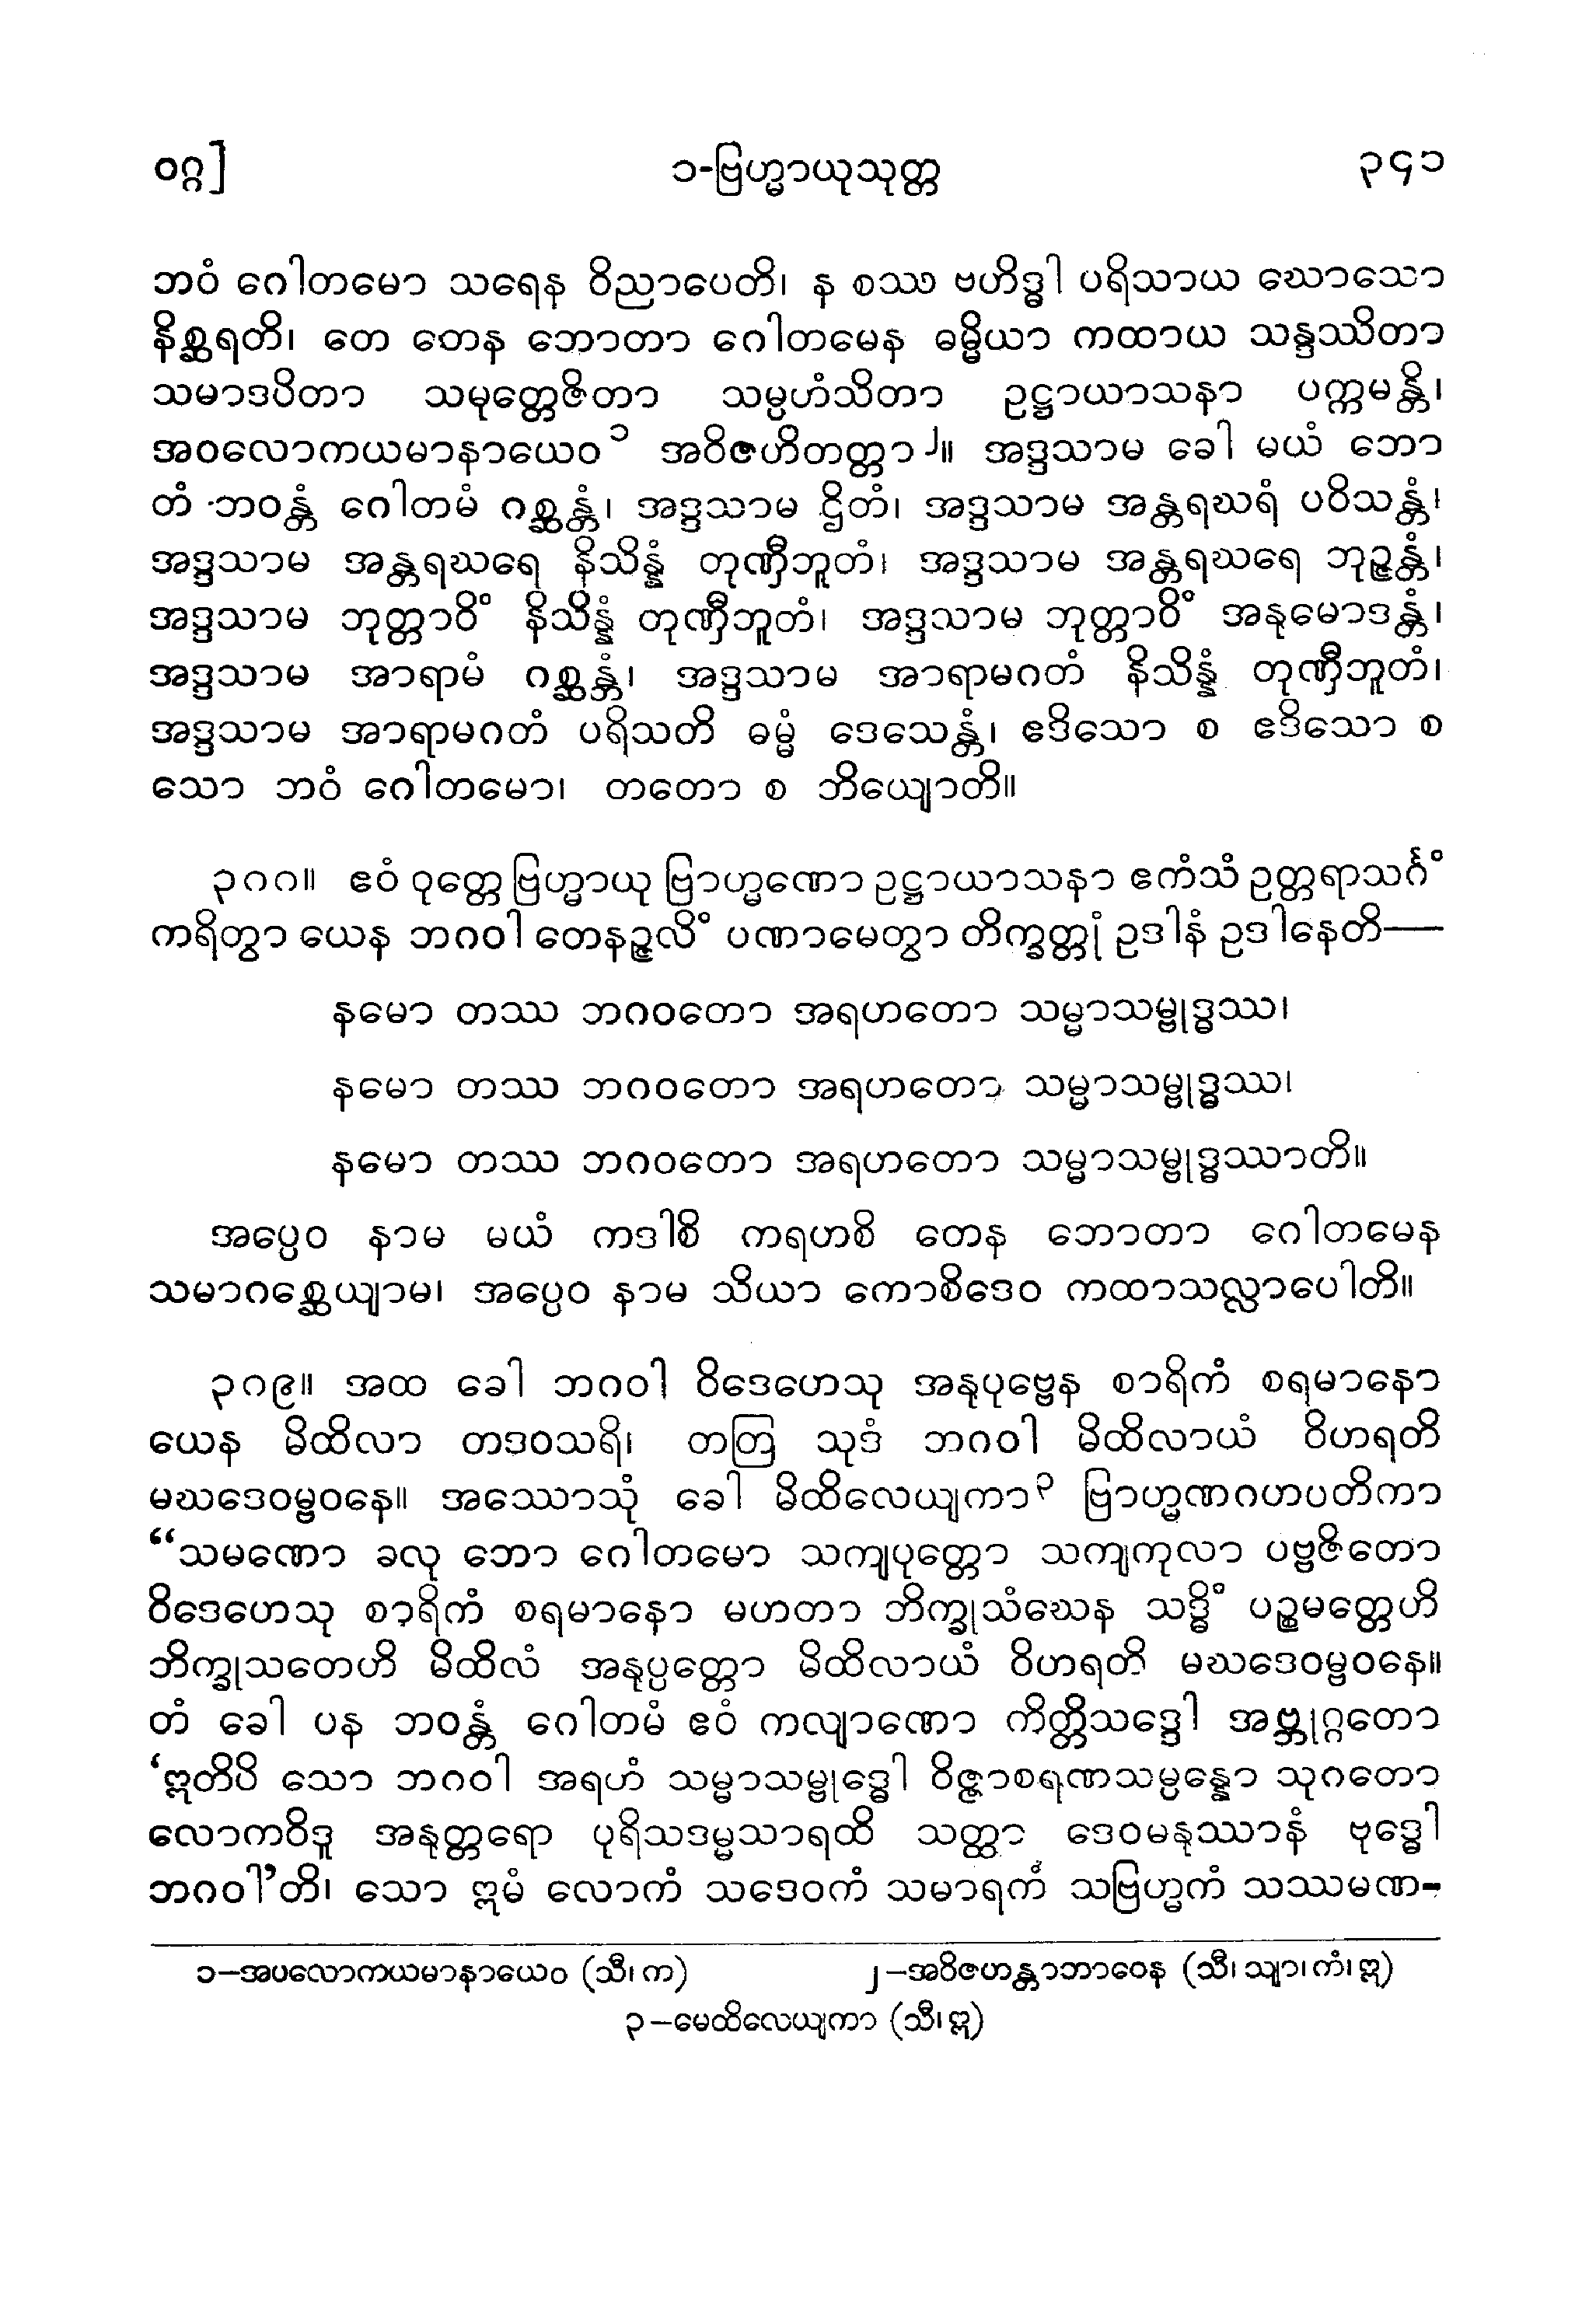 ဝဂ္ဂ]
၁-ဗြဟ္မာယုသုတ္တ
၃၄၁
ဘဝံ ဂေါတမော သရေန ဝိညာပေတိ၊ န စဿ ဗဟိဒ္ဓါ ပရိသာယ ဃောသော
နိစ္ဆရတိ၊ တေ တေန ဘောတာ ဂေါတမေန ဓမ္မိယာ ကထာယ သန္ဒဿိတာ
သမာဒပိတာ သမုတ္တေဇိတာ သမ္ပဟံသိတာ ဥဋ္ဌာယာသနာ ပက္ကမန္တိ၊
အဝလောကယမာနာယေဝ ၁ အဝိဇဟိတတ္တာ ၂။ အဒ္ဒသာမ ခေါ မယံ ဘော
တံ ဘဝန္တံ ဂေါတမံ ဂစ္ဆန္တံ၊ အဒ္ဒသာမ ဌိတံ၊ အဒ္ဒသာမ အန္တရဃရံ ပဝိသန္တံ၊
အဒ္ဒသာမ အန္တရဃရေ နိသိန္နံ တုဏှီဘူတံ၊ အဒ္ဒသာမ အန္တရဃရေ ဘုဉ္ဇန္တံ၊
အဒ္ဒသာမ ဘုတ္တာဝိံ နိသိန္နံ တုဏှီဘူတံ၊ အဒ္ဒသာမ ဘုတ္တာဝိံ အနုမောဒန္တံ၊
အဒ္ဒသာမ အာရာမံ ဂစ္ဆန္တံ၊ အဒ္ဒသာမ အာရာမဂတံ နိသိန္နံ တုဏှီဘူတံ၊
အဒ္ဒသာမ အာရာမဂတံ ပရိသတိ ဓမ္မံ ဒေသေန္တံ၊ ဧဒိသော စ ဧဒိသော စ
သော ဘဝံ ဂေါတမော၊ တတော စ ဘိယျောတိ။
၃၈၈။ ဧဝံ ဝုတ္တေ ဗြဟ္မာယု ဗြာဟ္မဏော ဥဋ္ဌာယာသနာ ဧကံသံ ဥတ္တရာသင်္ဂံ
ကရိတွာ ယေန ဘဂဝါ တေနဉ္ဇလိံ ပဏာမေတွာ တိက္ခတ္တုံ ဥဒါနံ ဥဒါနေတိ—
နမော တဿ ဘဂဝတော အရဟတော သမ္မာသမ္ဗုဒ္ဓဿ၊
နမော တဿ ဘဂဝတော အရဟတော သမ္မာသမ္ဗုဒ္ဓဿ၊
နမော တဿ ဘဂဝတော အရဟတော သမ္မာသမ္ဗုဒ္ဓဿာတိ။
အပ္ပေဝ နာမ မယံ ကဒါစိ ကရဟစိ တေန ဘောတာ ဂေါတမေန
သမာဂစ္ဆေယျာမ၊ အပ္ပေဝ နာမ သိယာ ကောစိဒေဝ ကထာသလ္လာပေါတိ။
၃၈၉။ အထ ခေါ ဘဂဝါ ဝိဒေဟေသု အနုပုဗ္ဗေန စာရိကံ စရမာနော
ယေန မိထိလာ တဒဝသရိ၊ တတြ သုဒံ ဘဂဝါ မိထိလာယံ ဝိဟရတိ
မဃဒေဝမ္ဗဝနေ။ အဿောသုံ ခေါ မိထိလေယျကာ ၃ ဗြာဟ္မဏဂဟပတိကာ
“သမဏော ခလု ဘော ဂေါတမော သကျပုတ္တော သကျကုလာ ပဗ္ဗဇိတော
ဝိဒေဟေသု စာရိကံ စရမာနော မဟတာ ဘိက္ခုသံဃေန သဒ္ဓိံ ပဉ္စမတ္တေဟိ
ဘိက္ခုသတေဟိ မိထိလံ အနုပ္ပတ္တော မိထိလာယံ ဝိဟရတိ မဃဒေဝမ္ဗဝနေ။
တံ ခေါ ပန ဘဝန္တံ ဂေါတမံ ဧဝံ ကလျာဏော ကိတ္တိသဒ္ဒေါ အဗ္ဘုဂ္ဂတော
‘ဣတိပိ သော ဘဂဝါ အရဟံ သမ္မာသမ္ဗုဒ္ဓေါ ဝိဇ္ဇာစရဏသမ္ပန္နော သုဂတော
လောကဝိဒူ အနုတ္တရော ပုရိသဒမ္မသာရထိ သတ္ထာ ဒေဝမနုဿာနံ ဗုဒ္ဓေါ
ဘဂဝါ’တိ၊ သော ဣမံ လောကံ သဒေဝကံ သမာရကံ သဗြဟ္မကံ သဿမဏ-
၁–အပလောကယမာနာယေဝ (သီ၊ က)
၂–အဝိဇဟန္တာဘာဝေန (သီ၊ သျာ၊ ကံ၊ ဣ)
၃–မေထိလေယျကာ (သီ၊ ဣ)